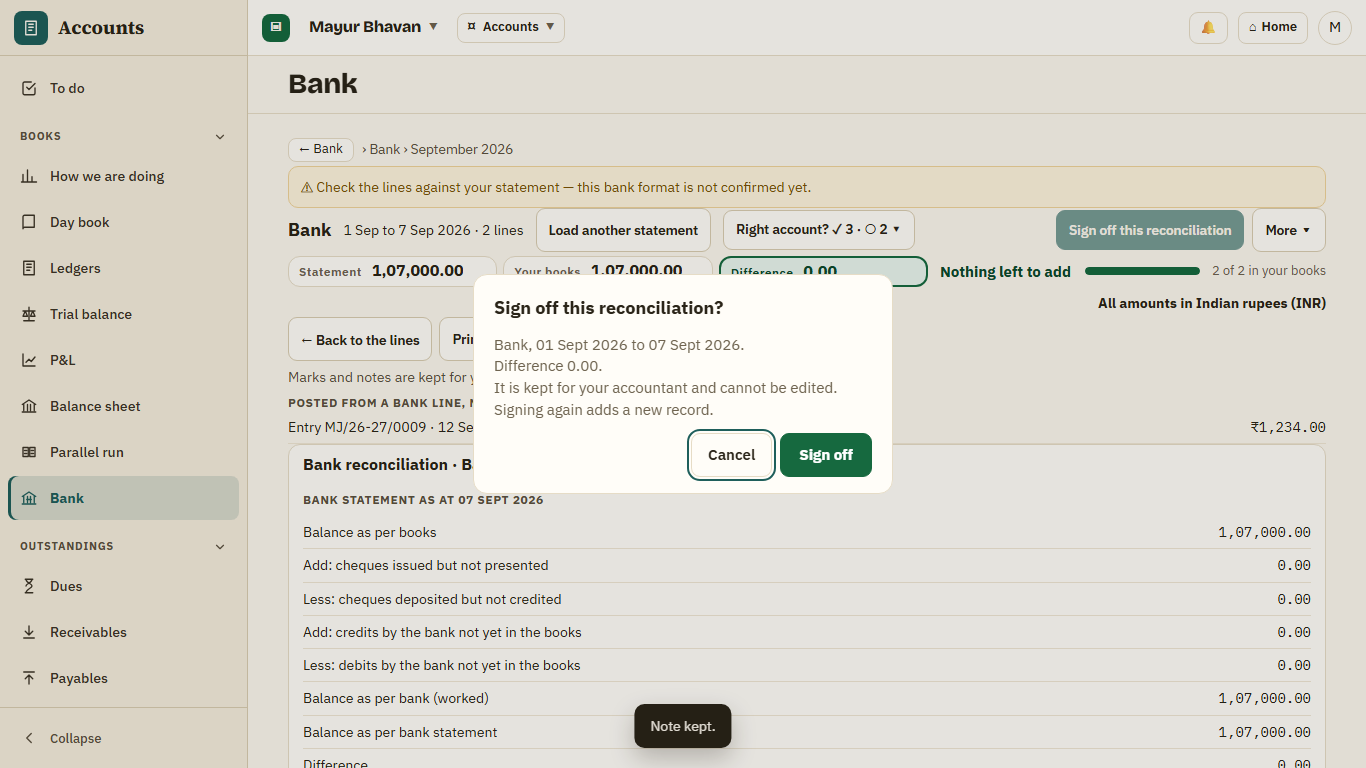 Accounts
Mayur Bhavan ▼
¤ Accounts ▼
⌂ Home
M
To do
BOOKS
How we are doing
Day book
Ledgers
Trial balance
P&L
Balance sheet
Parallel run
Bank
OUTSTANDINGS
Dues
Receivables
Payables
Collapse
Bank
← Bank › Bank › September 2026
⚠ Check the lines against your statement — this bank format is not confirmed yet.
Bank 1 Sep to 7 Sep 2026 · 2 lines
Load another statement
Right account? ✓ 3 · ○ 2 ▼
Sign off this reconciliation
More ▼
Statement 1,07,000.00
Your books 1,07,000.00
Difference 0.00
Nothing left to add
2 of 2 in your books
All amounts in Indian rupees (INR)
← Back to the lines
Marks and notes are kept for
POSTED FROM A BANK LINE,
Entry MJ/26-27/0009 · 12
₹1,234.00
Sign off this reconciliation?
Bank, 01 Sept 2026 to 07 Sept 2026.
Difference 0.00.
It is kept for your accountant and cannot be edited.
Signing again adds a new record.
Cancel
Sign off
Bank reconciliation ·
BANK STATEMENT AS AT 07 SEPT 2026
Balance as per books 1,07,000.00
Add: cheques issued but not presented 0.00
Less: cheques deposited but not credited 0.00
Add: credits by the bank not yet in the books 0.00
Less: debits by the bank not yet in the books 0.00
Balance as per bank (worked) 1,07,000.00
Balance as per bank statement 1,07,000.00
Difference 0.00
Note kept.